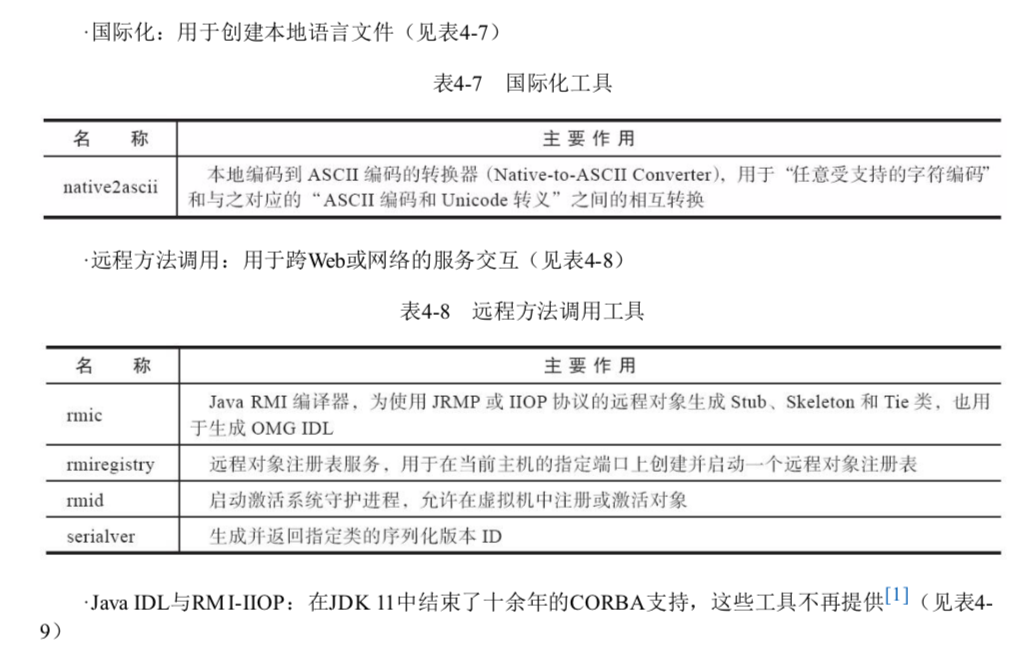 ·国际化：用于创建本地语言文件（见表4-7）
表4-7 国际化工具
名 称 主要作用
native2ascii 本地编码到 ASCII 编码的转换器（Native-to-ASCII Converter），用于“任意受支持的字符编码”
和与之对应的“ASCII 编码和 Unicode 转义”之间的相互转换
·远程方法调用：用于跨Web或网络的服务交互（见表4-8）
表4-8 远程方法调用工具
名 称 主要作用
rmic Java RMI 编译器，为使用 JRMP 或 IIOP 协议的远程对象生成 Stub、Skeleton 和 Tie 类，也用
于生成 OMG IDL
rmiregistry 远程对象注册表服务，用于在当前主机的指定端口上创建并启动一个远程对象注册表
rmid 启动激活系统守护进程，允许在虚拟机中注册或激活对象
serialver 生成并返回指定类的序列化版本 ID
·Java IDL与RMI-IIOP：在JDK 11中结束了十余年的CORBA支持，这些工具不再提供[1]（见表4-
9）